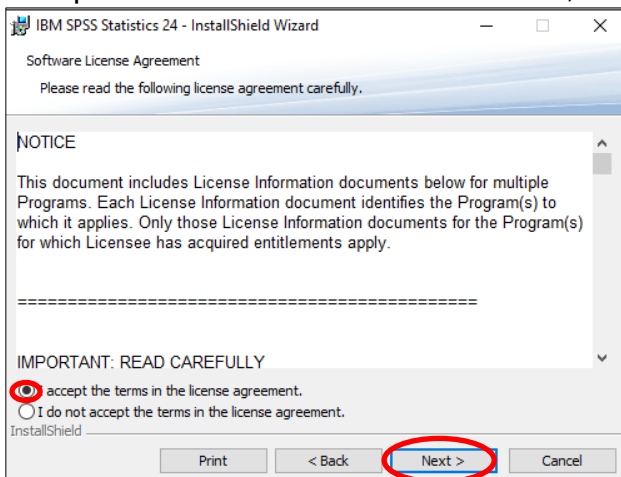 IBM SPSS Statistics 24 - InstallShield Wizard
Software License Agreement
Please read the following license agreement carefully.
NOTICE
This document includes License Information documents below for multiple
Programs. Each License Information document identifies the Program(s) to
which it applies. Only those License Information documents for the Program(s)
for which Licensee has acquired entitlements apply.
==============================================
IMPORTANT: READ CAREFULLY
I accept the terms in the license agreement.
I do not accept the terms in the license agreement.
InstallShield
Print < Back Next > Cancel